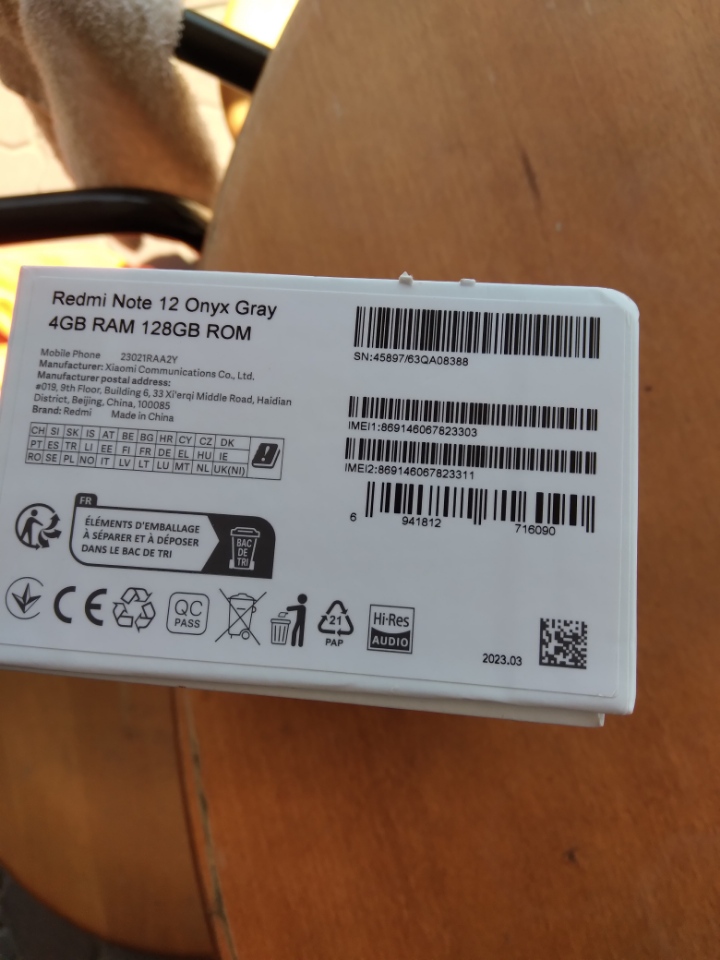 Redmi Note 12 Onyx Gray
4GB RAM 128GB ROM
Mobile Phone 23021RAA2Y
Manufacturer: Xiaomi Communications Co., Ltd.
Manufacturer postal address:
#019, 9th Floor, Building 6, 33 Xi'erqi Middle Road, Haidian
District, Beijing, China, 100085
Brand: Redmi Made in China
CH SI SK IS AT BE BG HR CY CZ DK
PT ES TR LI EE FI FR DE EL HU IE
RO SE PL NO IT LV LT LU MT NL UK(NI)
FR
ÉLÉMENTS D'EMBALLAGE
À SÉPARER ET À DÉPOSER
DANS LE BAC DE TRI
BAC
DE
TRI
CE
QC
PASS
21
PAP
Hi-Res
AUDIO
SN:45897/63QA08388
IMEI1:869146067823303
IMEI2:869146067823311
6 941812 716090
2023.03